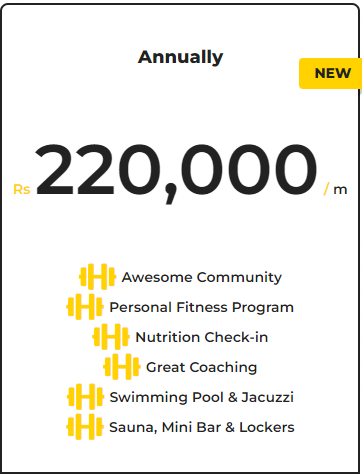 Annually
NEW
Rs 220,000 / m
Awesome Community
Personal Fitness Program
Nutrition Check-in
Great Coaching
Swimming Pool & Jacuzzi
Sauna, Mini Bar & Lockers